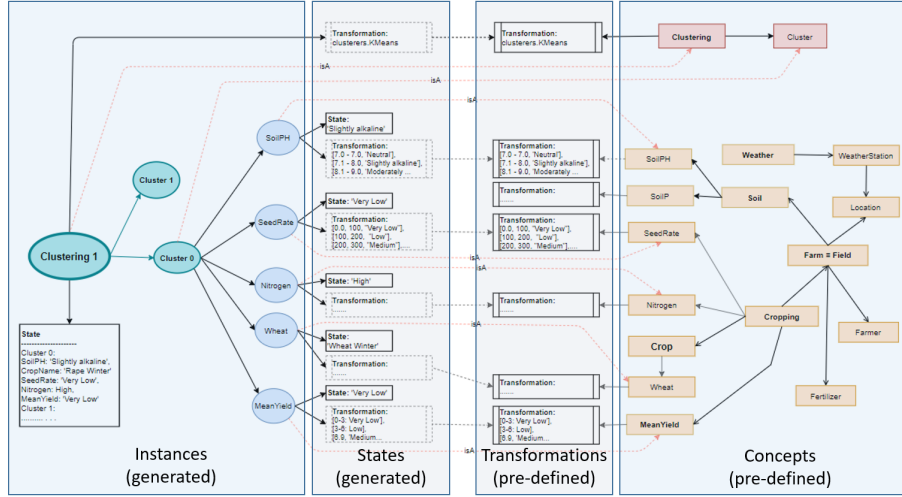 Transformation:
clusterers.KMeans
Transformation:
clusterers.KMeans
Clustering
Cluster
isA
isA
isA
SoilPH
State:
'Slightly alkaline'
Transformation:
[7.0 - 7.0, 'Neutral'],
[7.1 - 8.0, 'Slightly alkaline'],
[8.1 - 9.0, 'Moderately ...
Transformation:
[7.0 - 7.0, 'Neutral'],
[7.1 - 8.0, 'Slightly alkaline'],
[8.1 - 9.0, 'Moderately ...
SoilPH
Weather
WeatherStation
Cluster 1
Transformation:
......
SoilP
Soil
Location
SeedRate
State: 'Very Low'
Transformation:
[0.0, 100, "Very Low"],
[100, 200, "Low"],
[200, 300, "Medium"],....
Transformation:
[0.0, 100, "Very Low"],
[100, 200, "Low"],
[200, 300, "Medium"],...
SeedRate
Clustering 1
Cluster 0
Farm = Field
isA
isA
Nitrogen
State: 'High'
Transformation:
......
Transformation:
......
Nitrogen
Cropping
Farmer
Wheat
State:
'Wheat Winter'
Transformation:
......
Transformation:
......
Crop
Wheat
Fertilizer
isA
State
---------------------
Cluster 0:
SoilPH: 'Slightly alkaline',
CropName: 'Rape Winter'
SeedRate: 'Very Low',
Nitrogen: High,
MeanYield: 'Very Low'
Cluster 1:
.......... . . .
MeanYield
State: 'Very Low'
Transformation:
[0-3: Very Low],
[3-6: Low],
[6.9, 'Medium...
Transformation:
[0-3: Very Low],
[3-6: Low],
[6.9, 'Medium...
MeanYield
isA
Instances
(generated)
States
(generated)
Transformations
(pre-defined)
Concepts
(pre-defined)